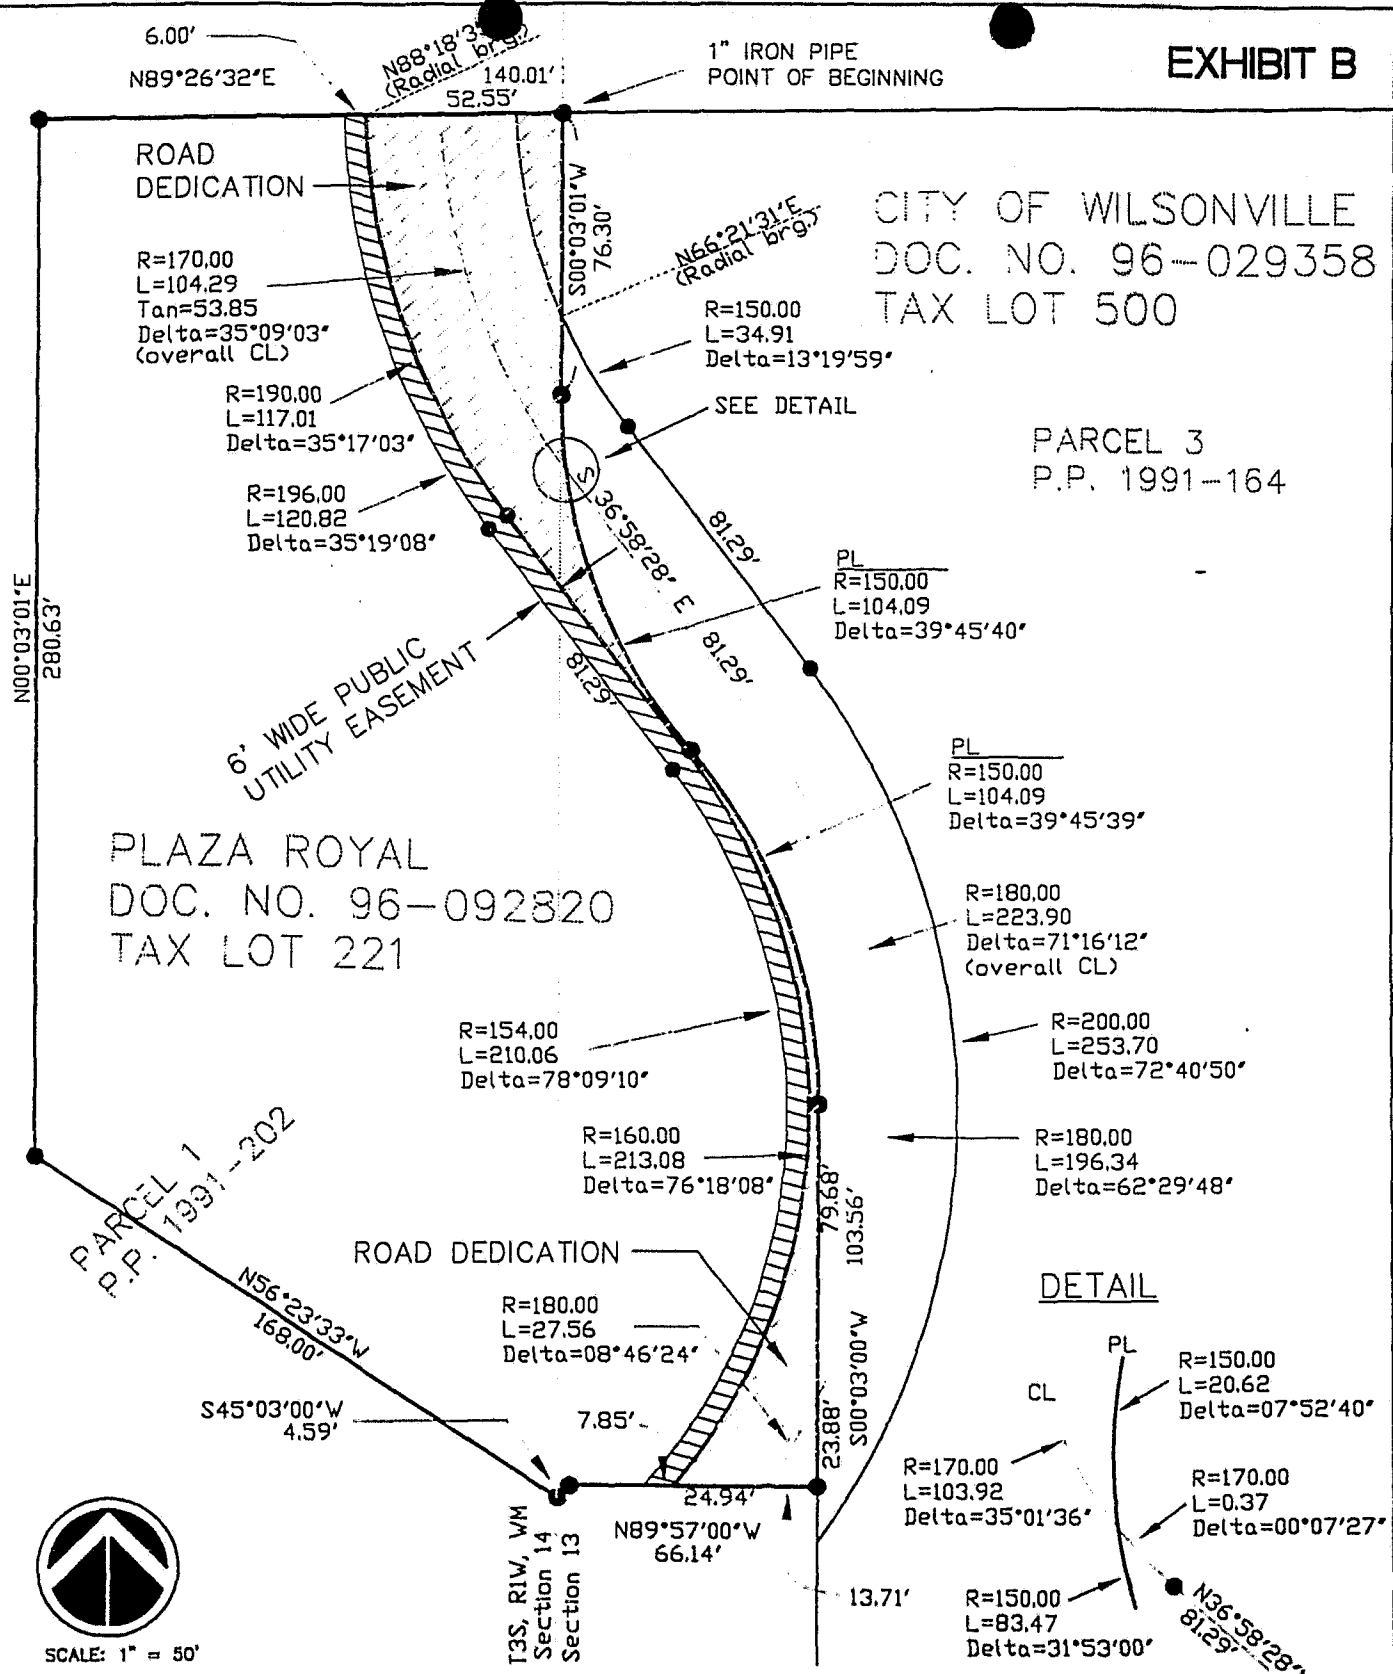 EXHIBIT B
6.00'
N89°26'32"E
N88°18'3
(Radial brg.)
140.01'
52.55'
1" IRON PIPE
POINT OF BEGINNING
ROAD
DEDICATION
S00°03'01"W
76.30'
N66°21'31"E
(Radial brg.)
CITY OF WILSONVILLE
DOC. NO. 96-029358
TAX LOT 500
R=170.00
L=104.29
Tan=53.85
Delta=35°09'03"
(overall CL)
R=150.00
L=34.91
Delta=13°19'59"
R=190.00
L=117.01
Delta=35°17'03"
SEE DETAIL
PARCEL 3
P.P. 1991-164
R=196.00
L=120.82
Delta=35°19'08"
S 36°58'28" E 81.29'
81.29'
PL
R=150.00
L=104.09
Delta=39°45'40"
N00°03'01"E
280.63'
6' WIDE PUBLIC
UTILITY EASEMENT
81.29'
PL
R=150.00
L=104.09
Delta=39°45'39"
PLAZA ROYAL
DOC. NO. 96-092820
TAX LOT 221
R=180.00
L=223.90
Delta=71°16'12"
(overall CL)
R=154.00
L=210.06
Delta=78°09'10"
R=200.00
L=253.70
Delta=72°40'50"
R=160.00
L=213.08
Delta=76°18'08"
R=180.00
L=196.34
Delta=62°29'48"
PARCEL 1
P.P. 1991-202
79.68'
103.56'
S00°03'00"W
23.88'
ROAD DEDICATION
N56°23'33"W
168.00'
R=180.00
L=27.56
Delta=08°46'24"
S45°03'00"W
4.59'
7.85'
24.94'
N89°57'00"W
66.14'
13.71'
T3S, R1W, WM
Section 14
Section 13
SCALE: 1" = 50'
DETAIL
PL
CL
R=150.00
L=20.62
Delta=07°52'40"
R=170.00
L=103.92
Delta=35°01'36"
R=170.00
L=0.37
Delta=00°07'27"
R=150.00
L=83.47
Delta=31°53'00"
N36°58'28"
81.29'